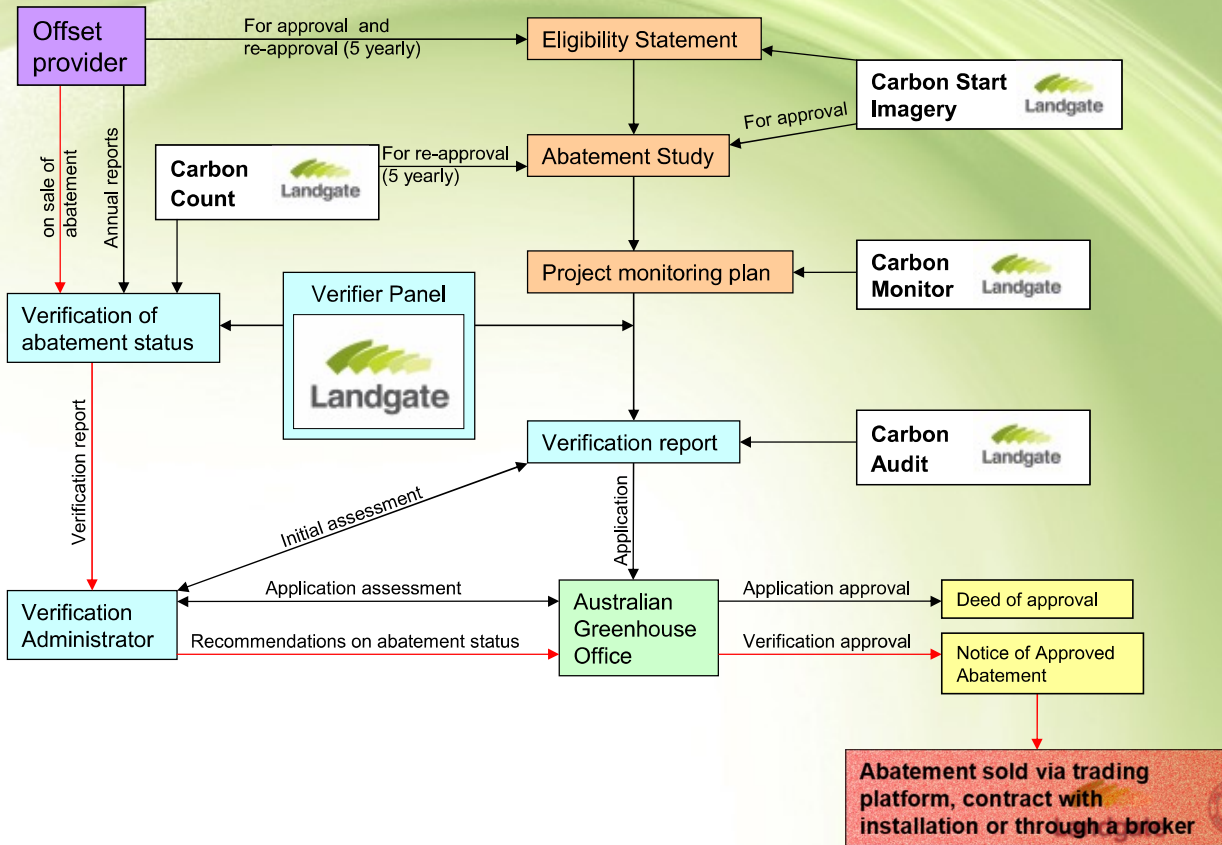 Offset
provider
For approval and
re-approval (5 yearly)
Eligibility Statement
Carbon Start
Imagery
Landgate
For approval
on sale of
abatement
Annual reports
Carbon
Count
Landgate
For re-approval
(5 yearly)
Abatement Study
Project monitoring plan
Carbon
Monitor
Landgate
Verifier Panel
Landgate
Verification of
abatement status
Verification report
Verification report
Carbon
Audit
Landgate
Initial assessment
Application
Verification
Administrator
Application assessment
Recommendations on abatement status
Australian
Greenhouse
Office
Application approval
Deed of approval
Verification approval
Notice of Approved
Abatement
Abatement sold via trading
platform, contract with
installation or through a broker
Landgate